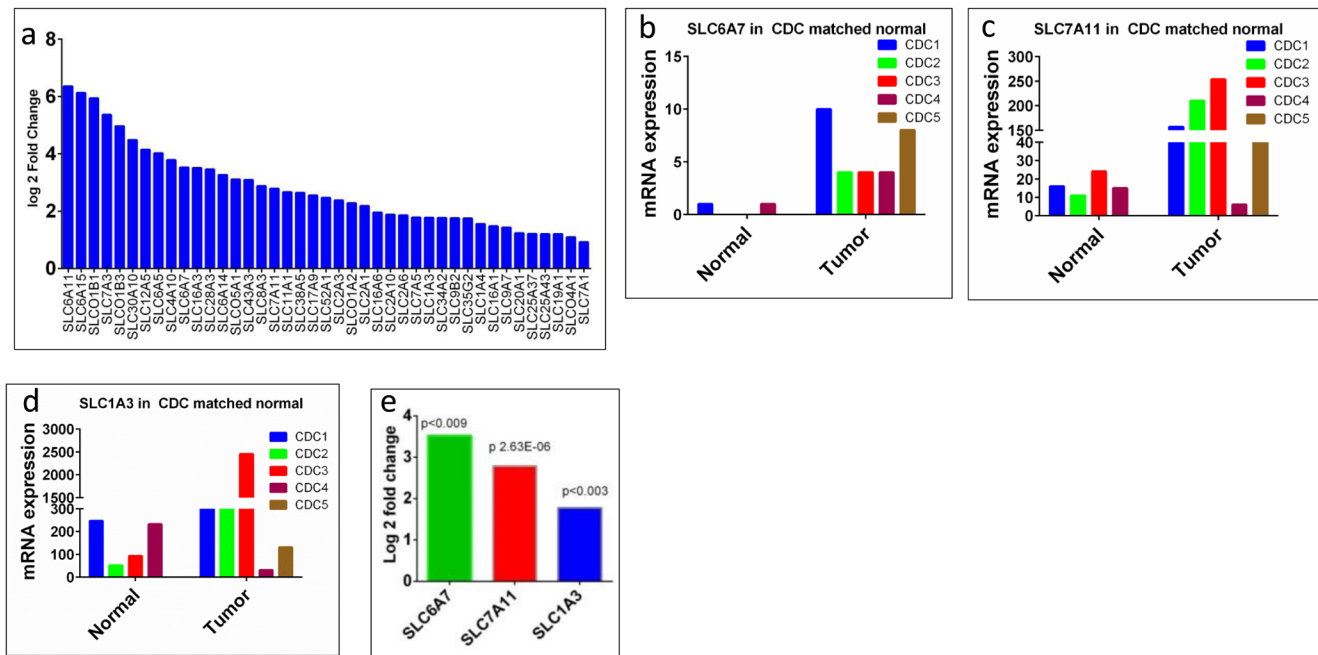 a
8
6
4
2
0
log 2 Fold Change
SLC6A11
SLC6A15
SLCO1B1
SLC7A3
SLCO1B3
SLC30A10
SLC12A5
SLC6A5
SLC4A10
SLC6A7
SLC16A3
SLC28A3
SLC6A14
SLCO5A1
SLC43A3
SLC8A3
SLC7A11
SLC11A1
SLC38A5
SLC17A9
SLC52A1
SLC2A3
SLCO1A2
SLC2A1
SLC16A6
SLC2A10
SLC2A6
SLC7A5
SLC1A3
SLC34A2
SLC9B2
SLC35G2
SLC1A4
SLC16A1
SLC9A7
SLC20A1
SLC25A37
SLC25A43
SLC19A1
SLCO4A1
SLC7A1
b
SLC6A7 in CDC matched normal
15
10
5
0
mRNA expression
CDC1
CDC2
CDC3
CDC4
CDC5
Normal
Tumor
c
SLC7A11 in CDC matched normal
300
250
200
150
40
30
20
10
0
mRNA expression
CDC1
CDC2
CDC3
CDC4
CDC5
Normal
Tumor
d
SLC1A3 in CDC matched normal
3000
2500
2000
1500
300
200
100
0
mRNA expression
CDC1
CDC2
CDC3
CDC4
CDC5
Normal
Tumor
e
4
3
2
1
0
Log 2 fold change
p<0.009
p 2.63E-06
p<0.003
SLC6A7
SLC7A11
SLC1A3